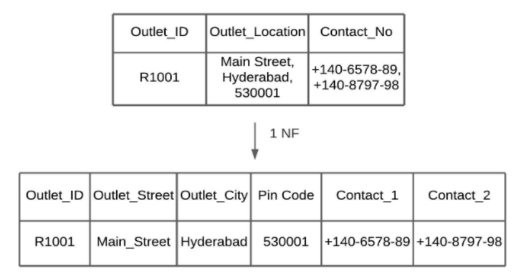 Outlet_ID Outlet_Location Contact_No
R1001 Main Street, Hyderabad, 530001 +140-6578-89, +140-8797-98
1 NF
Outlet_ID Outlet_Street Outlet_City Pin Code Contact_1 Contact_2
R1001 Main_Street Hyderabad 530001 +140-6578-89 +140-8797-98